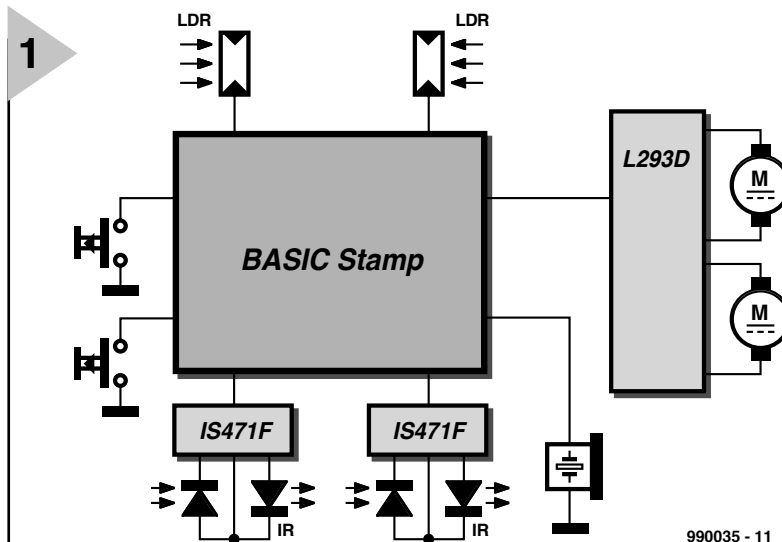 1
LDR
LDR
L293D
M
BASIC Stamp
M
IS471F
IS471F
IR
IR
990035 - 11